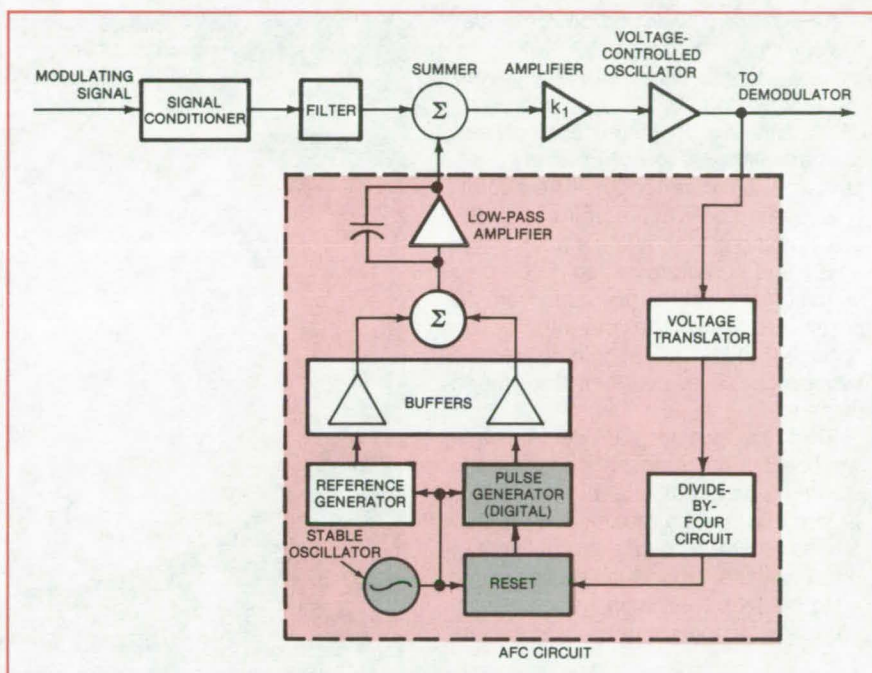 MODULATING
SIGNAL
SIGNAL
CONDITIONER
FILTER
SUMMER
Σ
AMPLIFIER
k₁
VOLTAGE-
CONTROLLED
OSCILLATOR
TO
DEMODULATOR
LOW-PASS
AMPLIFIER
Σ
VOLTAGE
TRANSLATOR
BUFFERS
REFERENCE
GENERATOR
PULSE
GENERATOR
(DIGITAL)
DIVIDE-
BY-
FOUR
CIRCUIT
STABLE
OSCILLATOR
RESET
AFC CIRCUIT